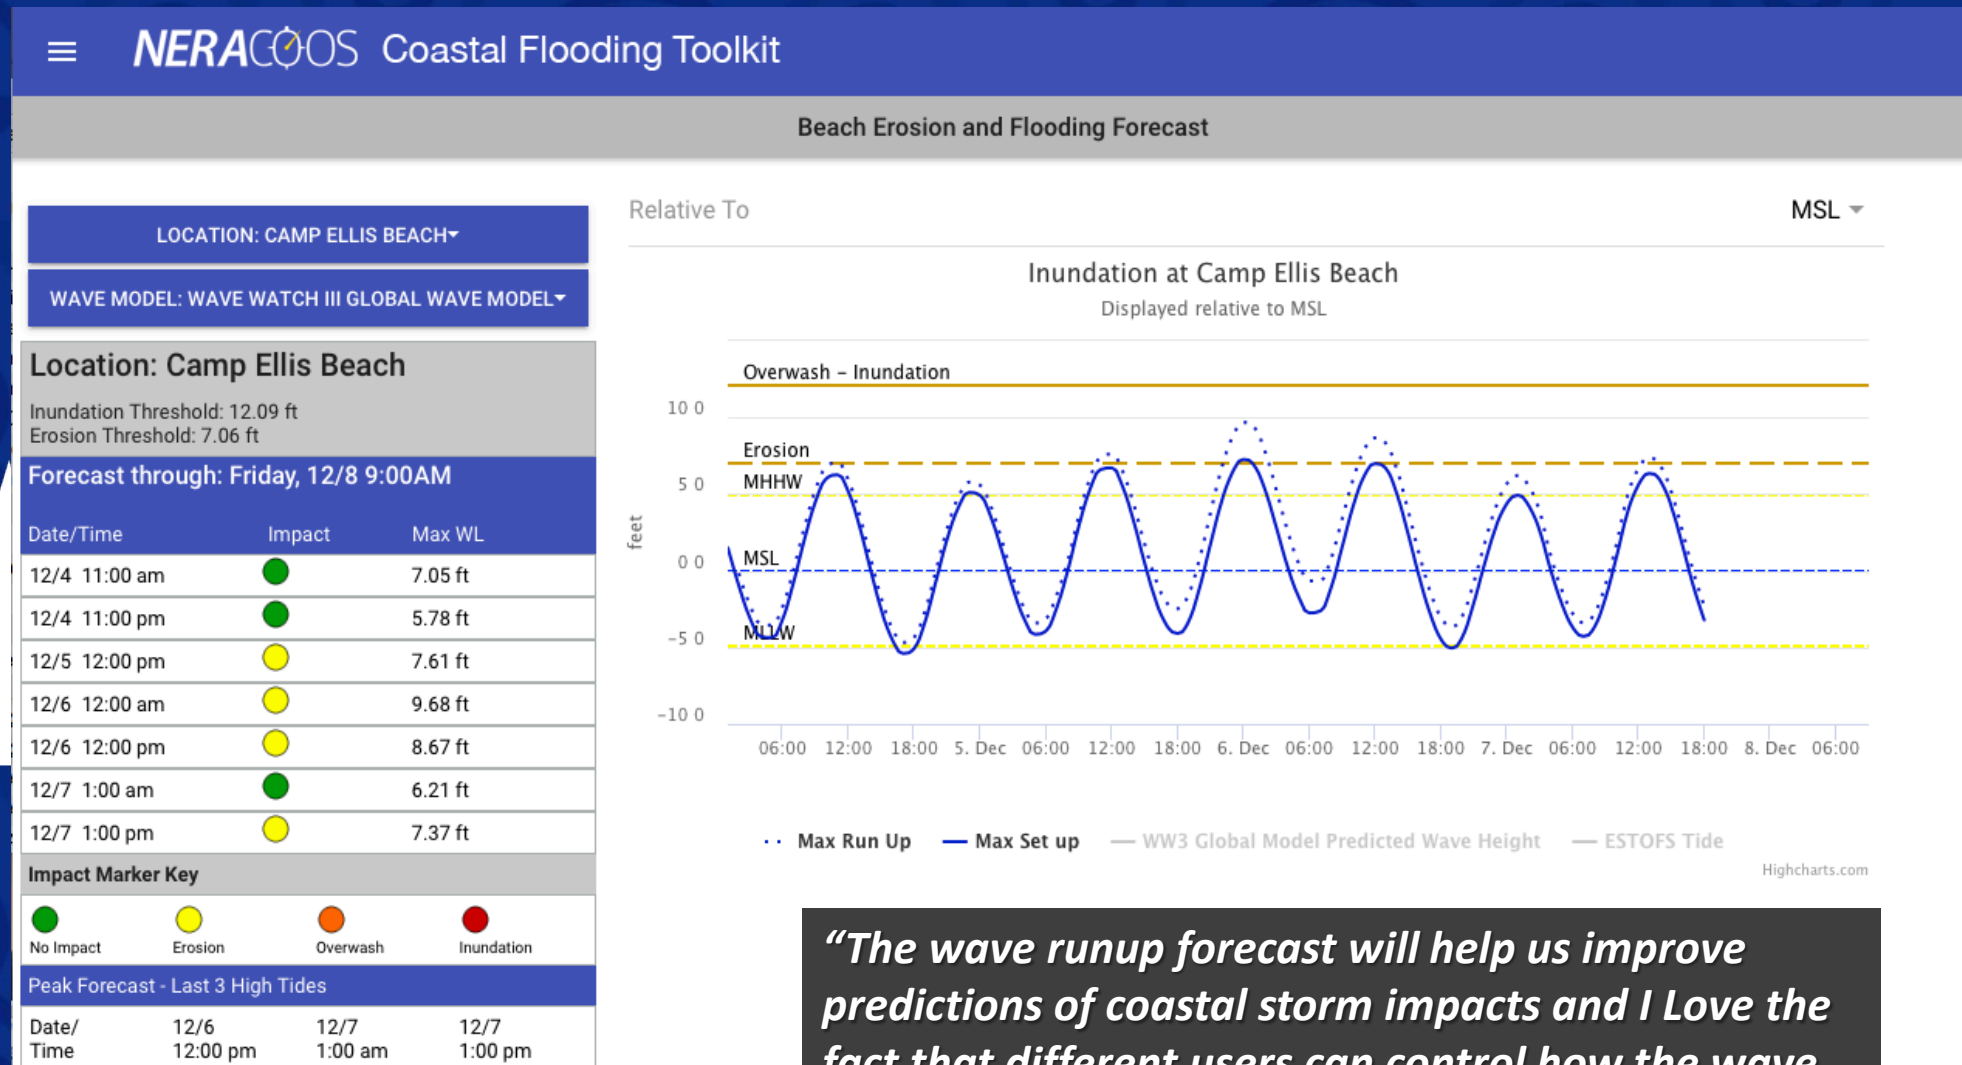 NERACOOS Coastal Flooding Toolkit
Beach Erosion and Flooding Forecast
LOCATION: CAMP ELLIS BEACH
WAVE MODEL: WAVE WATCH III GLOBAL WAVE MODEL
Location: Camp Ellis Beach
Inundation Threshold: 12.09 ft
Erosion Threshold: 7.06 ft
Forecast through: Friday, 12/8 9:00AM
Date/Time Impact Max WL
12/4 11:00 am 7.05 ft
12/4 11:00 pm 5.78 ft
12/5 12:00 pm 7.61 ft
12/6 12:00 am 9.68 ft
12/6 12:00 pm 8.67 ft
12/7 1:00 am 6.21 ft
12/7 1:00 pm 7.37 ft
Impact Marker Key
No Impact Erosion Overwash Inundation
Peak Forecast - Last 3 High Tides
Date/ 12/6 12/7 12/7
Time 12:00 pm 1:00 am 1:00 pm
Relative To MSL
Inundation at Camp Ellis Beach
Displayed relative to MSL
Overwash – Inundation
10 0
Erosion
MHHW
5 0
feet
MSL
0 0
MLLW
−5 0
−10 0
06:00 12:00 18:00 5. Dec 06:00 12:00 18:00 6. Dec 06:00 12:00 18:00 7. Dec 06:00 12:00 18:00 8. Dec 06:00
Max Run Up Max Set up WW3 Global Model Predicted Wave Height ESTOFS Tide
Highcharts.com
“The wave runup forecast will help us improve
predictions of coastal storm impacts and I Love the
fact that different users can control how the wave